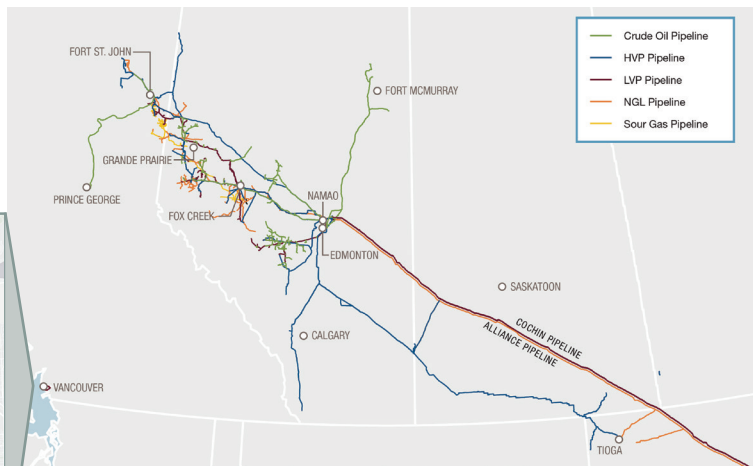 FORT ST. JOHN
FORT MCMURRAY
GRANDE PRAIRIE
PRINCE GEORGE
FOX CREEK
NAMAO
EDMONTON
SASKATOON
CALGARY
COCHIN PIPELINE
ALLIANCE PIPELINE
VANCOUVER
TIOGA
Crude Oil Pipeline
HVP Pipeline
LVP Pipeline
NGL Pipeline
Sour Gas Pipeline